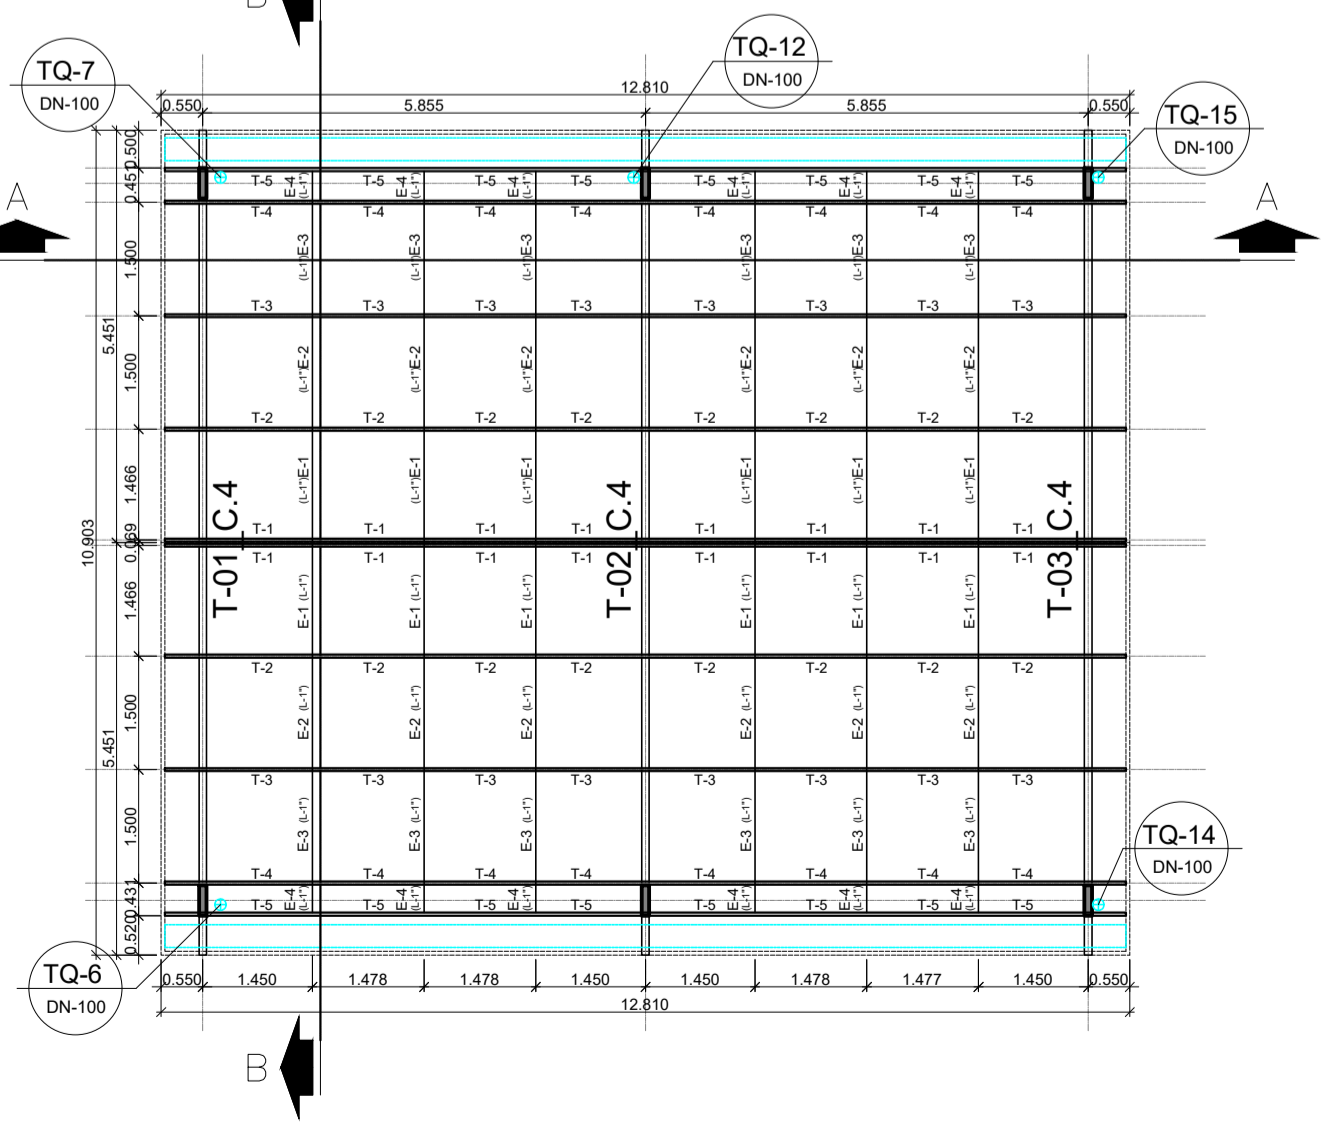 B
TQ-7
DN-100
TQ-12
DN-100
TQ-15
DN-100
12.810
0.550
5.855
5.855
0.550
A
A
0.500
0.451
1.500
1.500
1.466
0.069
1.466
1.500
1.500
0.431
0.520
5.451
5.451
10.903
T-5 E-4 (L-1") T-5 E-4 (L-1") T-5 E-4 (L-1") T-5 T-5 E-4 (L-1") T-5 E-4 (L-1") T-5 E-4 (L-1") T-5
T-4 T-4 T-4 T-4 T-4 T-4 T-4 T-4
(L-1")E-3 (L-1")E-3 (L-1")E-3 (L-1")E-3 (L-1")E-3 (L-1")E-3
T-3 T-3 T-3 T-3 T-3 T-3 T-3 T-3
(L-1")E-2 (L-1")E-2 (L-1")E-2 (L-1")E-2 (L-1")E-2 (L-1")E-2
T-2 T-2 T-2 T-2 T-2 T-2 T-2 T-2
(L-1")E-1 (L-1")E-1 (L-1")E-1 (L-1")E-1 (L-1")E-1 (L-1")E-1
T-1 T-1 T-1 T-1 T-1 T-1 T-1 T-1
T-01_C.4
T-02_C.4
T-03_C.4
T-1 T-1 T-1 T-1 T-1 T-1 T-1 T-1
E-1 (L-1") E-1 (L-1") E-1 (L-1") E-1 (L-1") E-1 (L-1") E-1 (L-1")
T-2 T-2 T-2 T-2 T-2 T-2 T-2 T-2
E-2 (L-1") E-2 (L-1") E-2 (L-1") E-2 (L-1") E-2 (L-1") E-2 (L-1")
T-3 T-3 T-3 T-3 T-3 T-3 T-3 T-3
E-3 (L-1") E-3 (L-1") E-3 (L-1") E-3 (L-1") E-3 (L-1") E-3 (L-1")
T-4 T-4 T-4 T-4 T-4 T-4 T-4 T-4
T-5 E-4 (L-1") T-5 E-4 (L-1") T-5 E-4 (L-1") T-5 T-5 E-4 (L-1") T-5 E-4 (L-1") T-5 E-4 (L-1") T-5
TQ-14
DN-100
TQ-6
DN-100
0.550
1.450
1.478
1.478
1.450
1.450
1.478
1.477
1.450
0.550
12.810
B